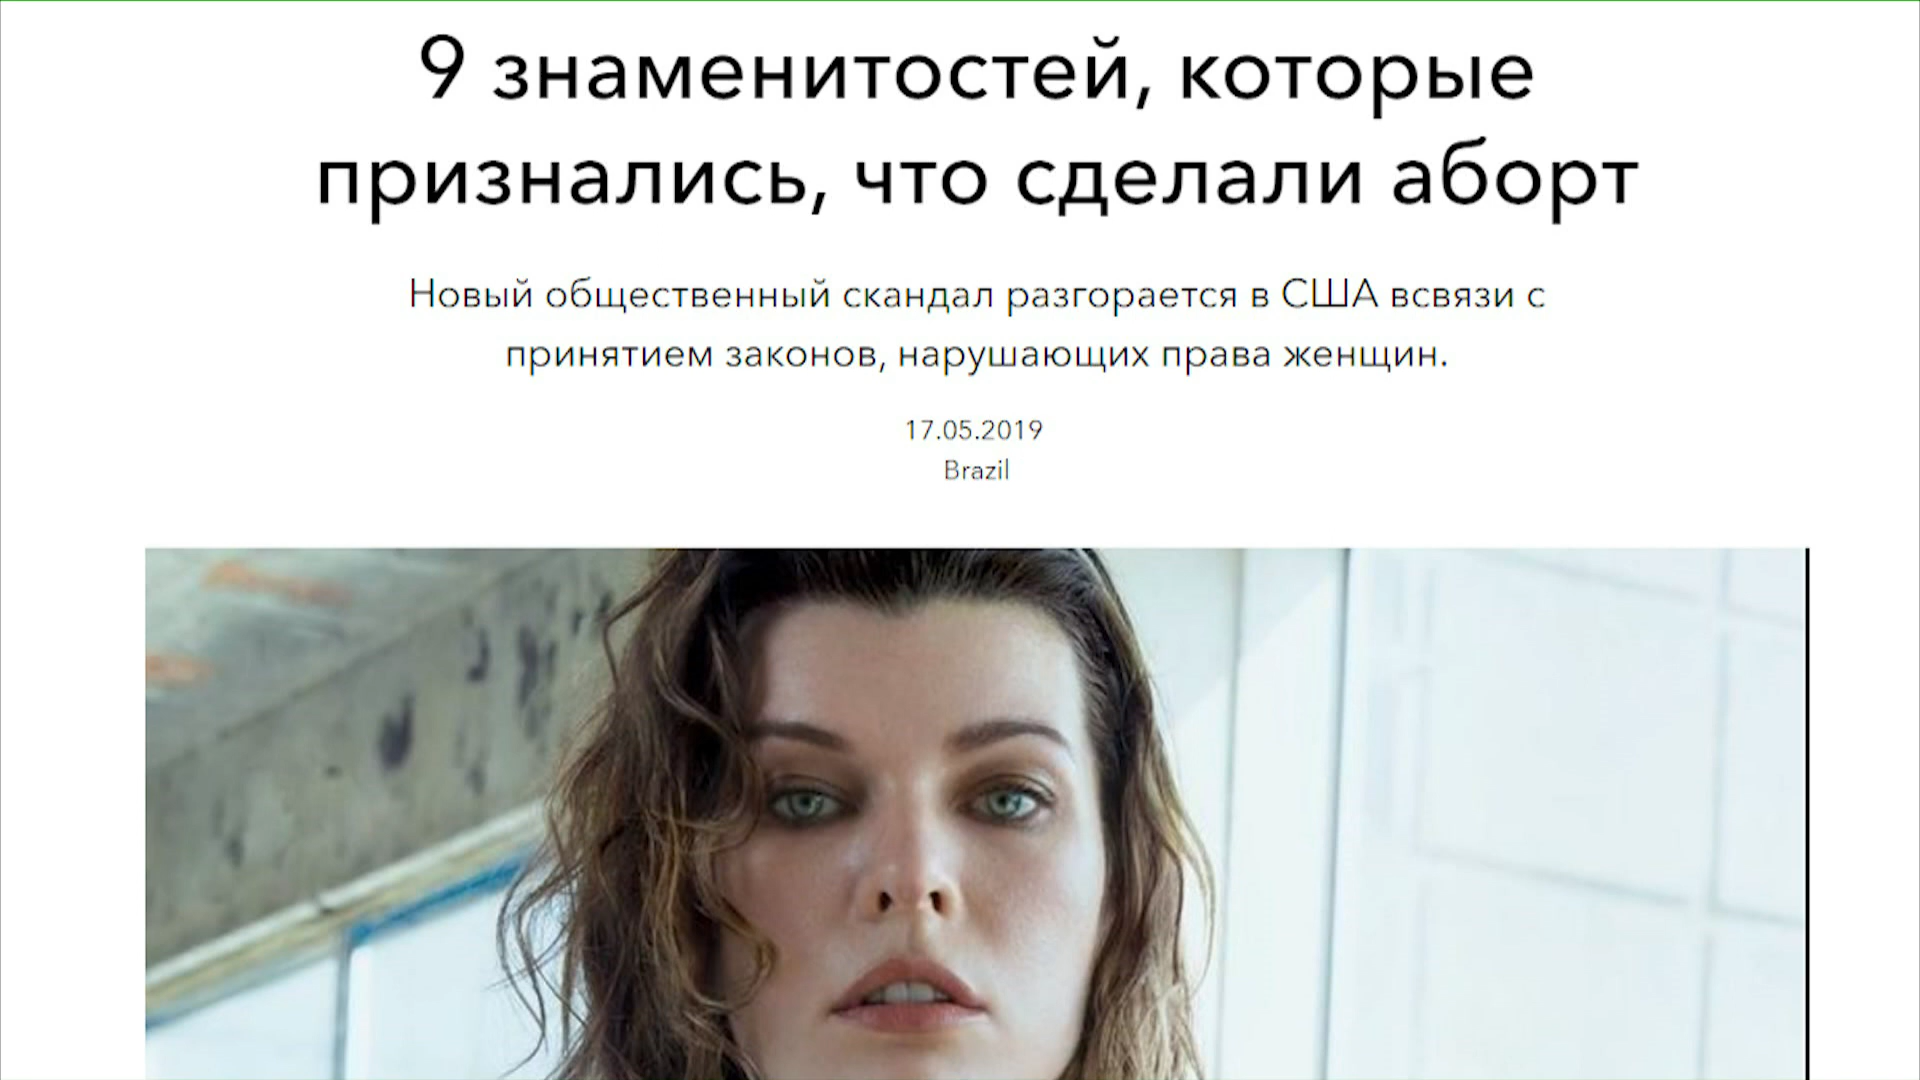 9 знаменитостей, которые
признались, что сделали аборт
Новый общественный скандал разгорается в США всвязи с
принятием законов, нарушающих права женщин.
17.05.2019
Brazil